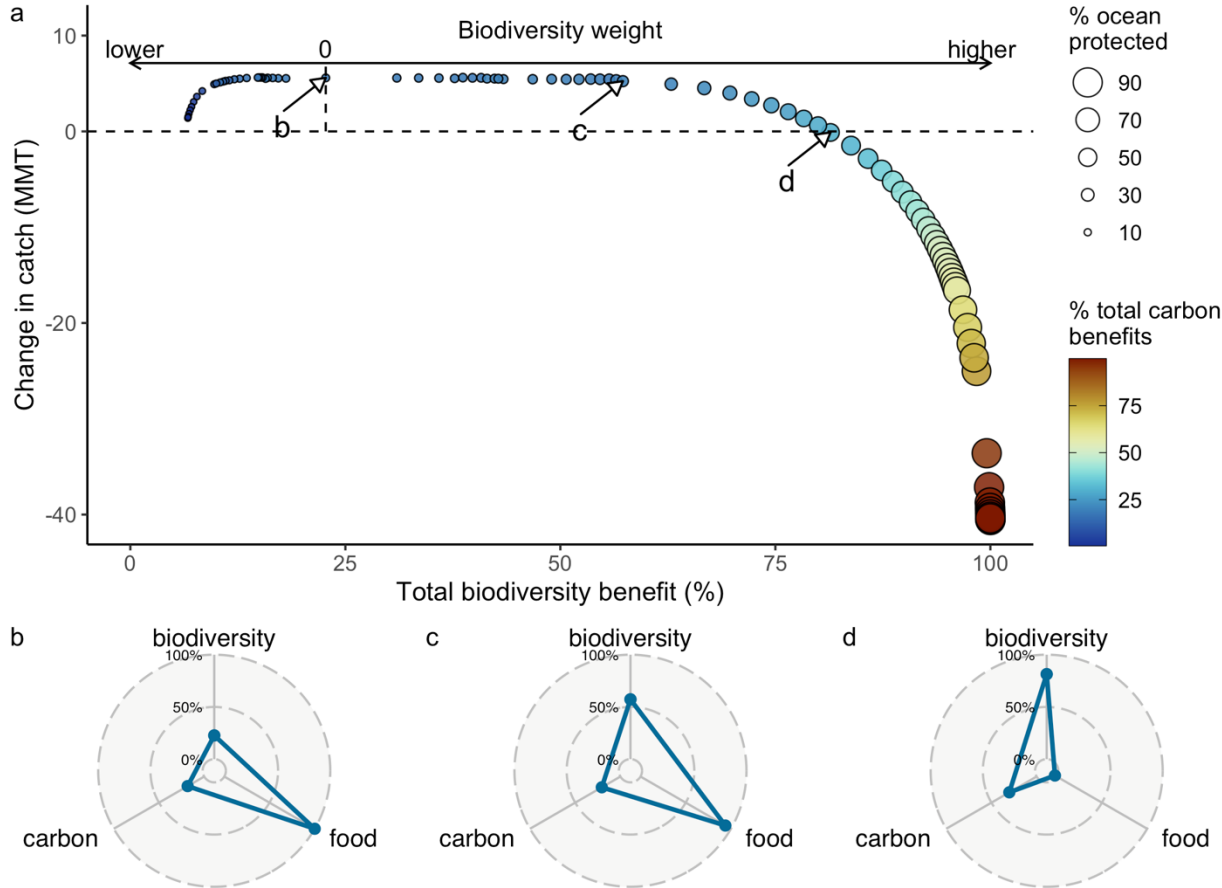 a
Biodiversity weight
lower
0
higher
b
c
d
10
0
-20
-40
Change in catch (MMT)
0
25
50
75
100
Total biodiversity benefit (%)
% ocean
protected
90
70
50
30
10
% total carbon
benefits
75
50
25
b
biodiversity
100%
50%
0%
carbon
food
c
biodiversity
100%
50%
0%
carbon
food
d
biodiversity
100%
50%
0%
carbon
food